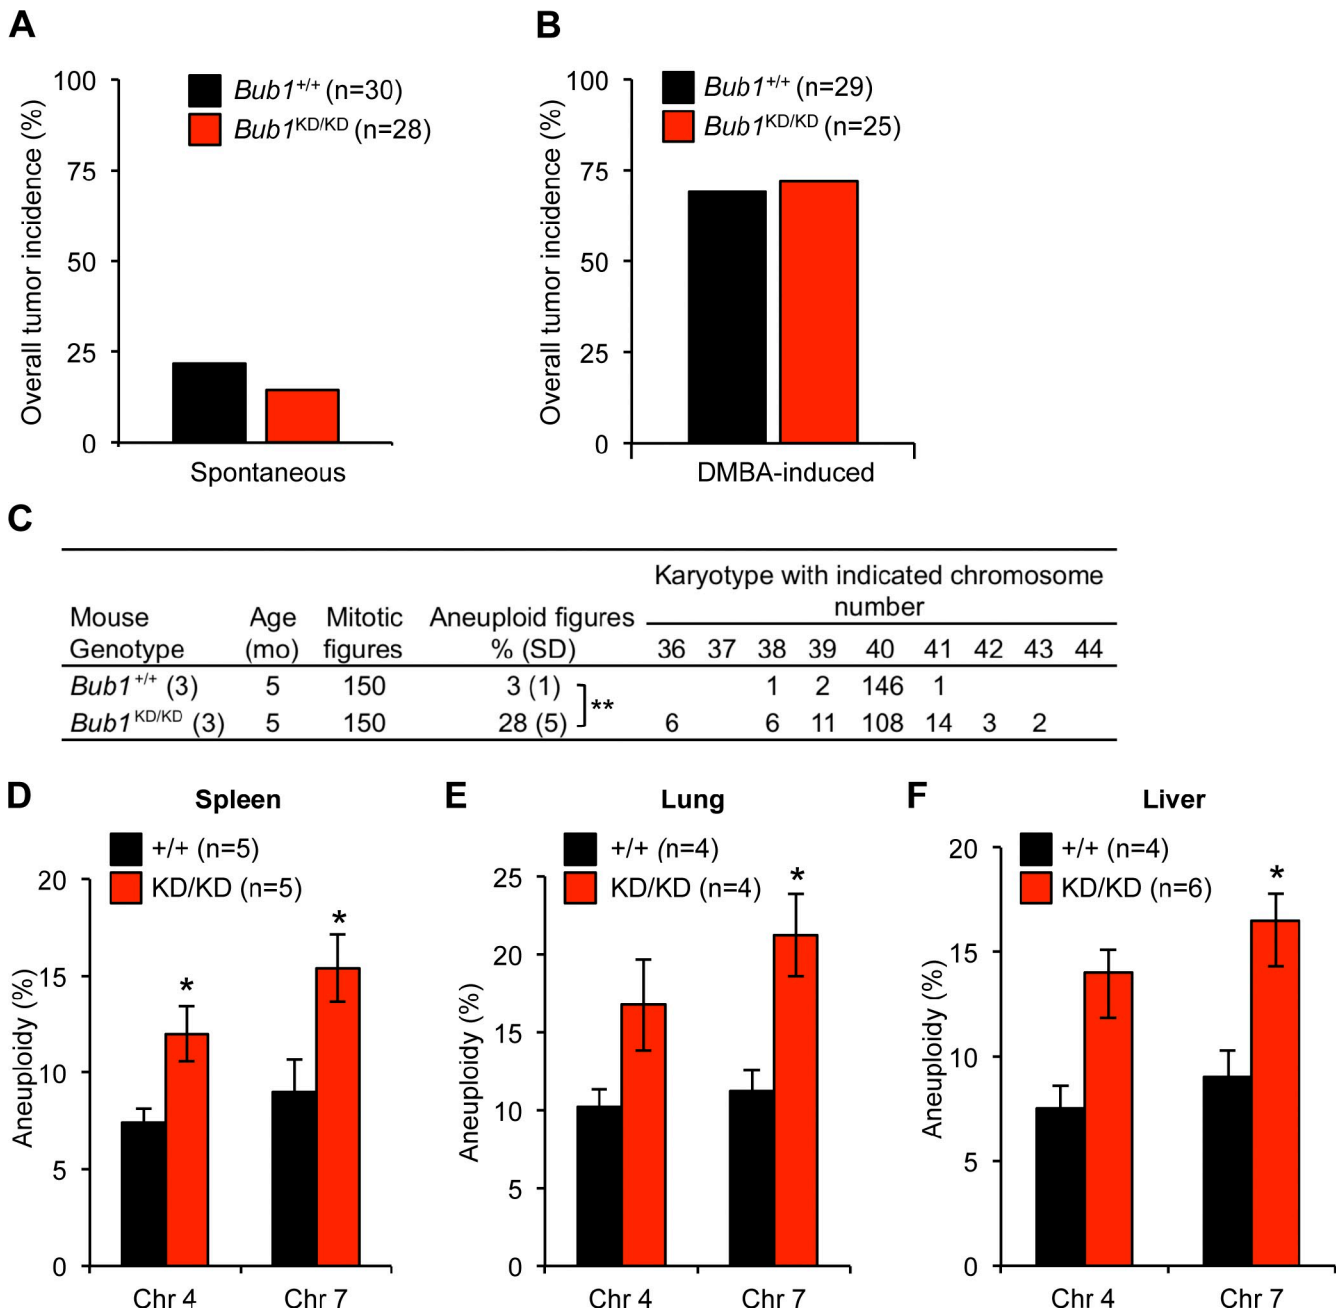 A
Overall tumor incidence (%)
100
75
50
25
0
Bub1+/+ (n=30)
Bub1KD/KD (n=28)
Spontaneous
B
Overall tumor incidence (%)
100
75
50
25
0
Bub1+/+ (n=29)
Bub1KD/KD (n=25)
DMBA-induced
C
Karyotype with indicated chromosome
number
Mouse Age Mitotic Aneuploid figures
Genotype (mo) figures % (SD) 36 37 38 39 40 41 42 43 44
Bub1+/+ (3) 5 150 3 (1) 1 2 146 1
**
Bub1KD/KD (3) 5 150 28 (5) 6 6 11 108 14 3 2
D
Spleen
+/+ (n=5)
KD/KD (n=5)
Aneuploidy (%)
20
15
10
5
0
*
*
Chr 4 Chr 7
E
Lung
+/+ (n=4)
KD/KD (n=4)
Aneuploidy (%)
25
20
15
10
5
0
*
Chr 4 Chr 7
F
Liver
+/+ (n=4)
KD/KD (n=6)
Aneuploidy (%)
20
15
10
5
0
*
Chr 4 Chr 7